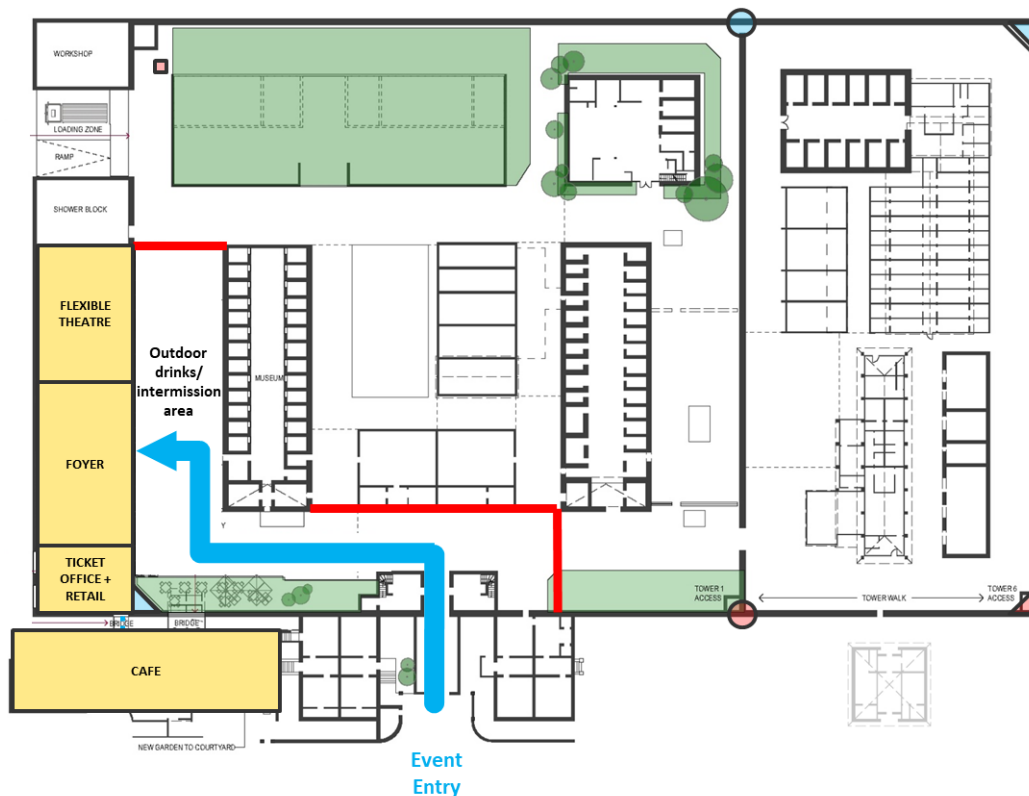 WORKSHOP
LOADING ZONE
RAMP
SHOWER BLOCK
FLEXIBLE
THEATRE
Outdoor
drinks/
intermission
area
MUSEUM
FOYER
Y
TICKET
OFFICE +
RETAIL
TOWER 1
ACCESS
TOWER WALK
TOWER 6
ACCESS
BRIDGE
BRIDGE
CAFE
NEW GARDEN TO COURTYARD
Event
Entry